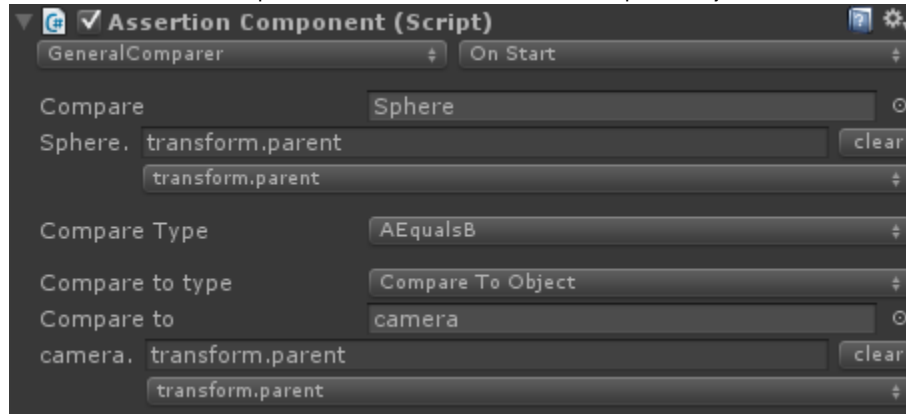 Assertion Component (Script)
GeneralComparer On Start
Compare Sphere
Sphere. transform.parent clear
transform.parent
Compare Type AEqualsB
Compare to type Compare To Object
Compare to camera
camera. transform.parent clear
transform.parent